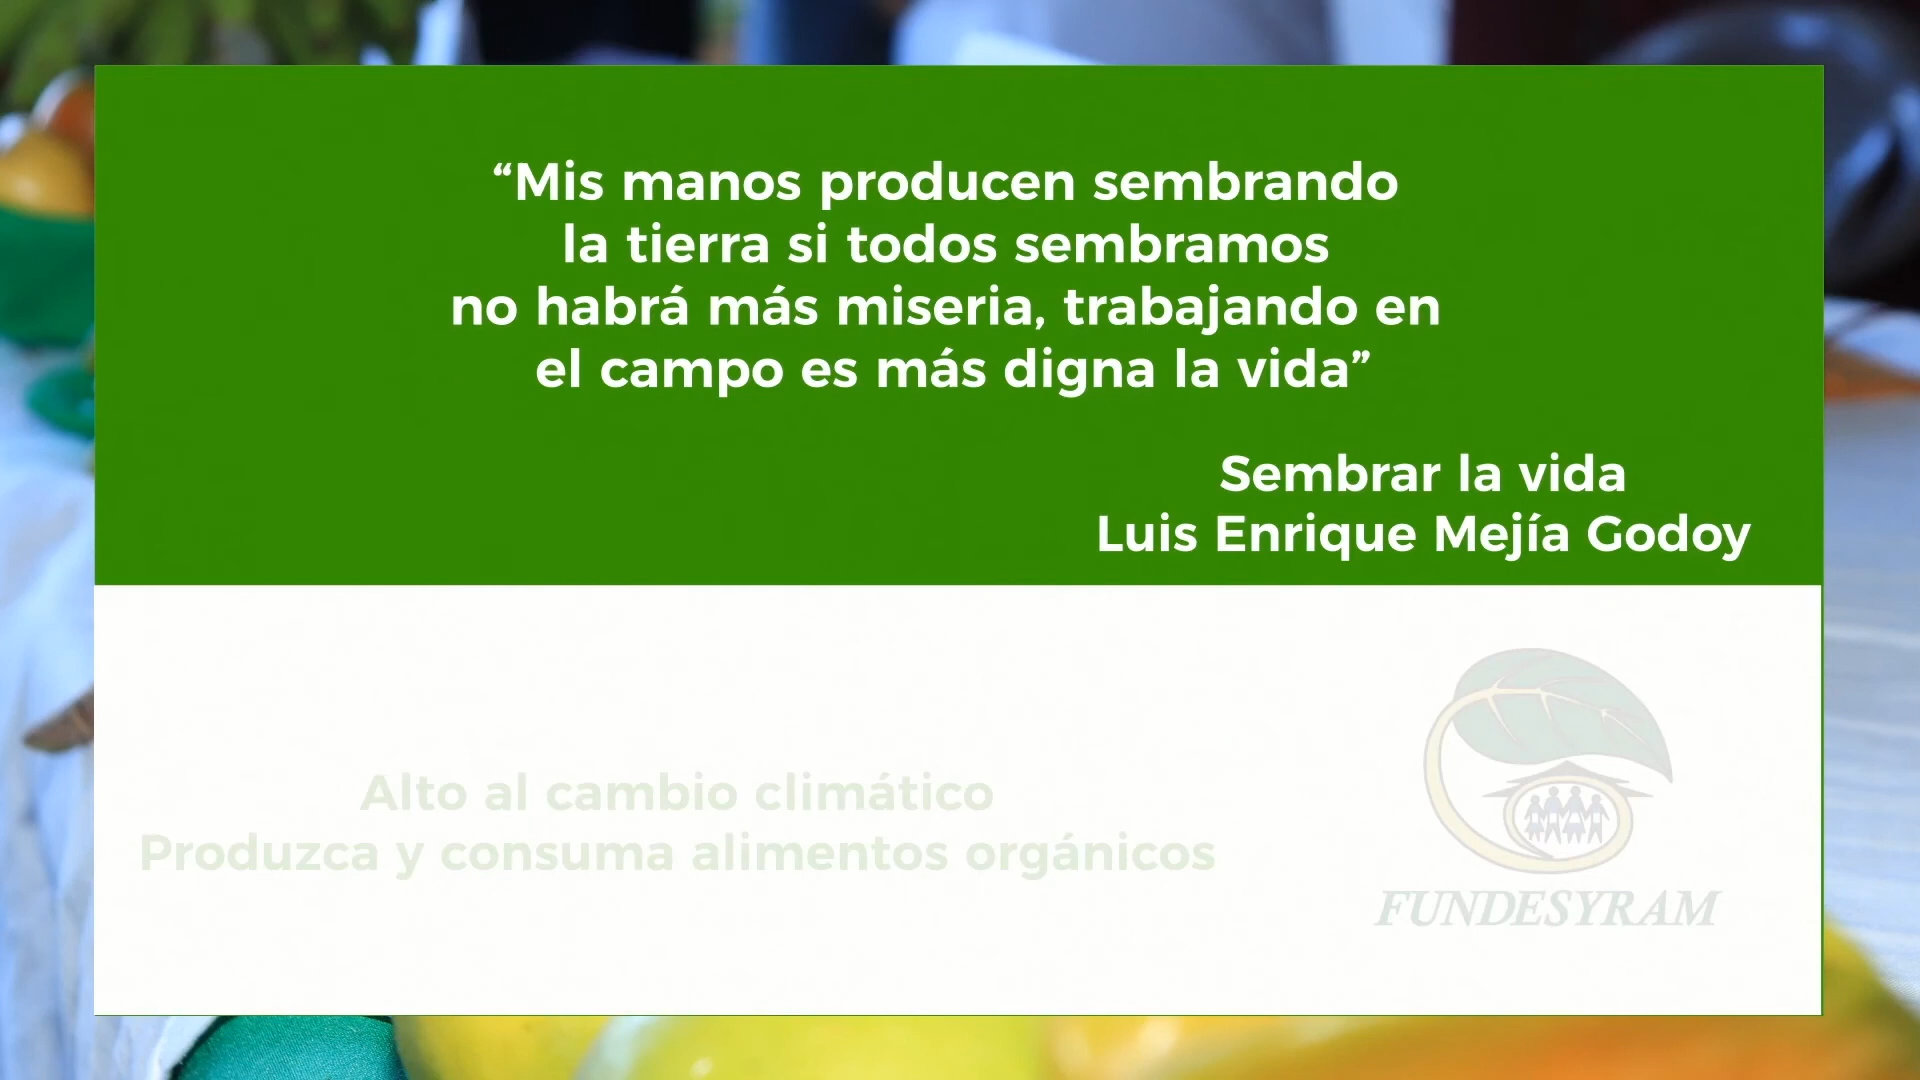 “Mis manos producen sembrando
la tierra si todos sembramos
no habrá más miseria, trabajando en
el campo es más digna la vida”
Sembrar la vida
Luis Enrique Mejía Godoy
Alto al cambio climático
Produzca y consuma alimentos orgánicos
FUNDESYRAM